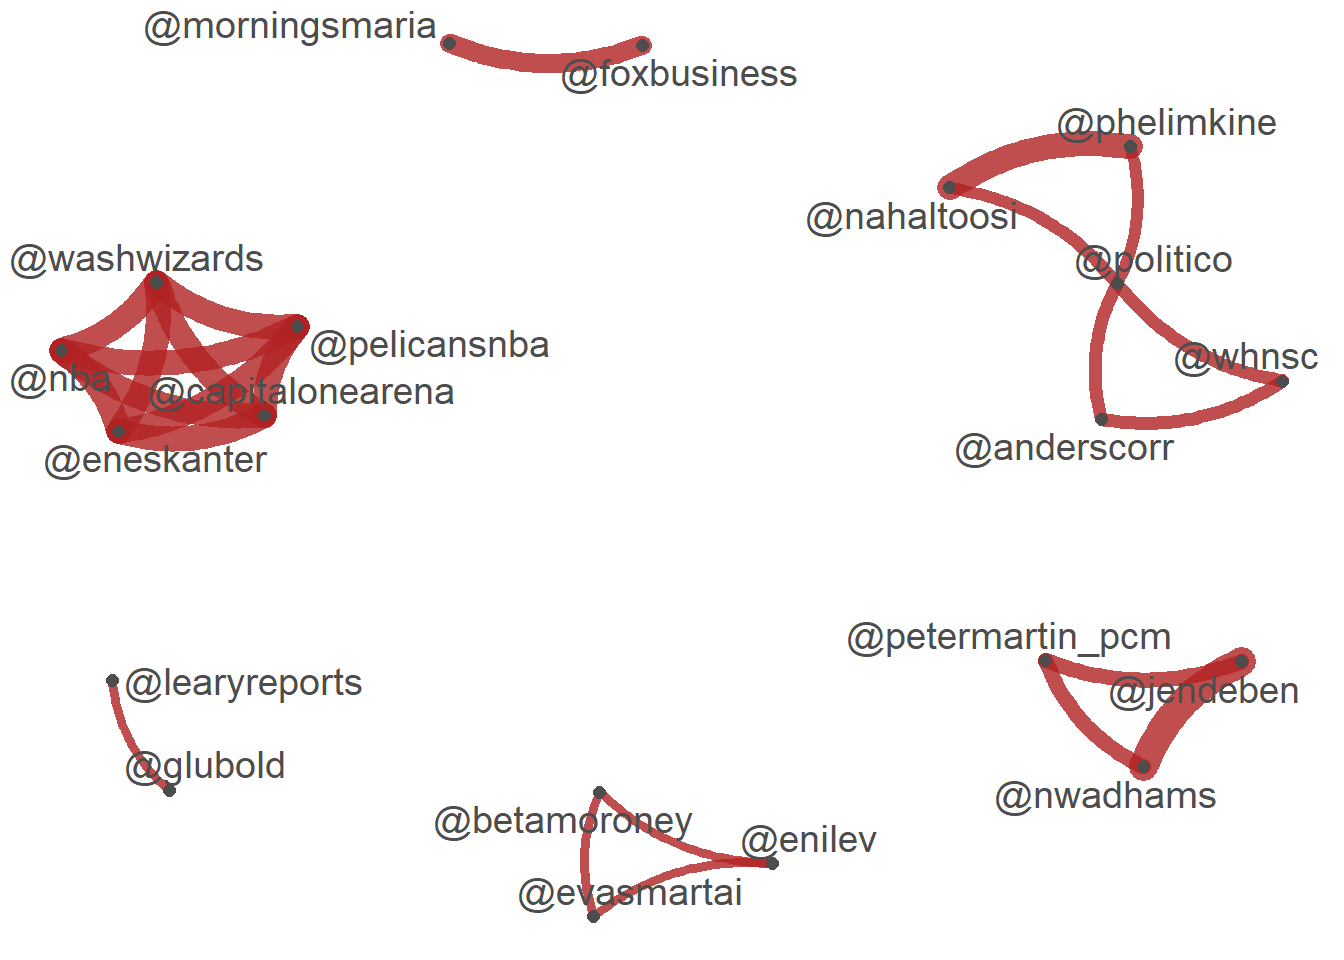 @morningsmaria
@foxbusiness
@phelimkine
@nahaltoosi
@politico
@washwizards
@pelicansnba
@nba
@capitalonearena
@eneskanter
@whnsc
@anderscorr
@petermartin_pcm
@jendeben
@nwadhams
@learyreports
@glubold
@betamoroney
@enilev
@evasmartai